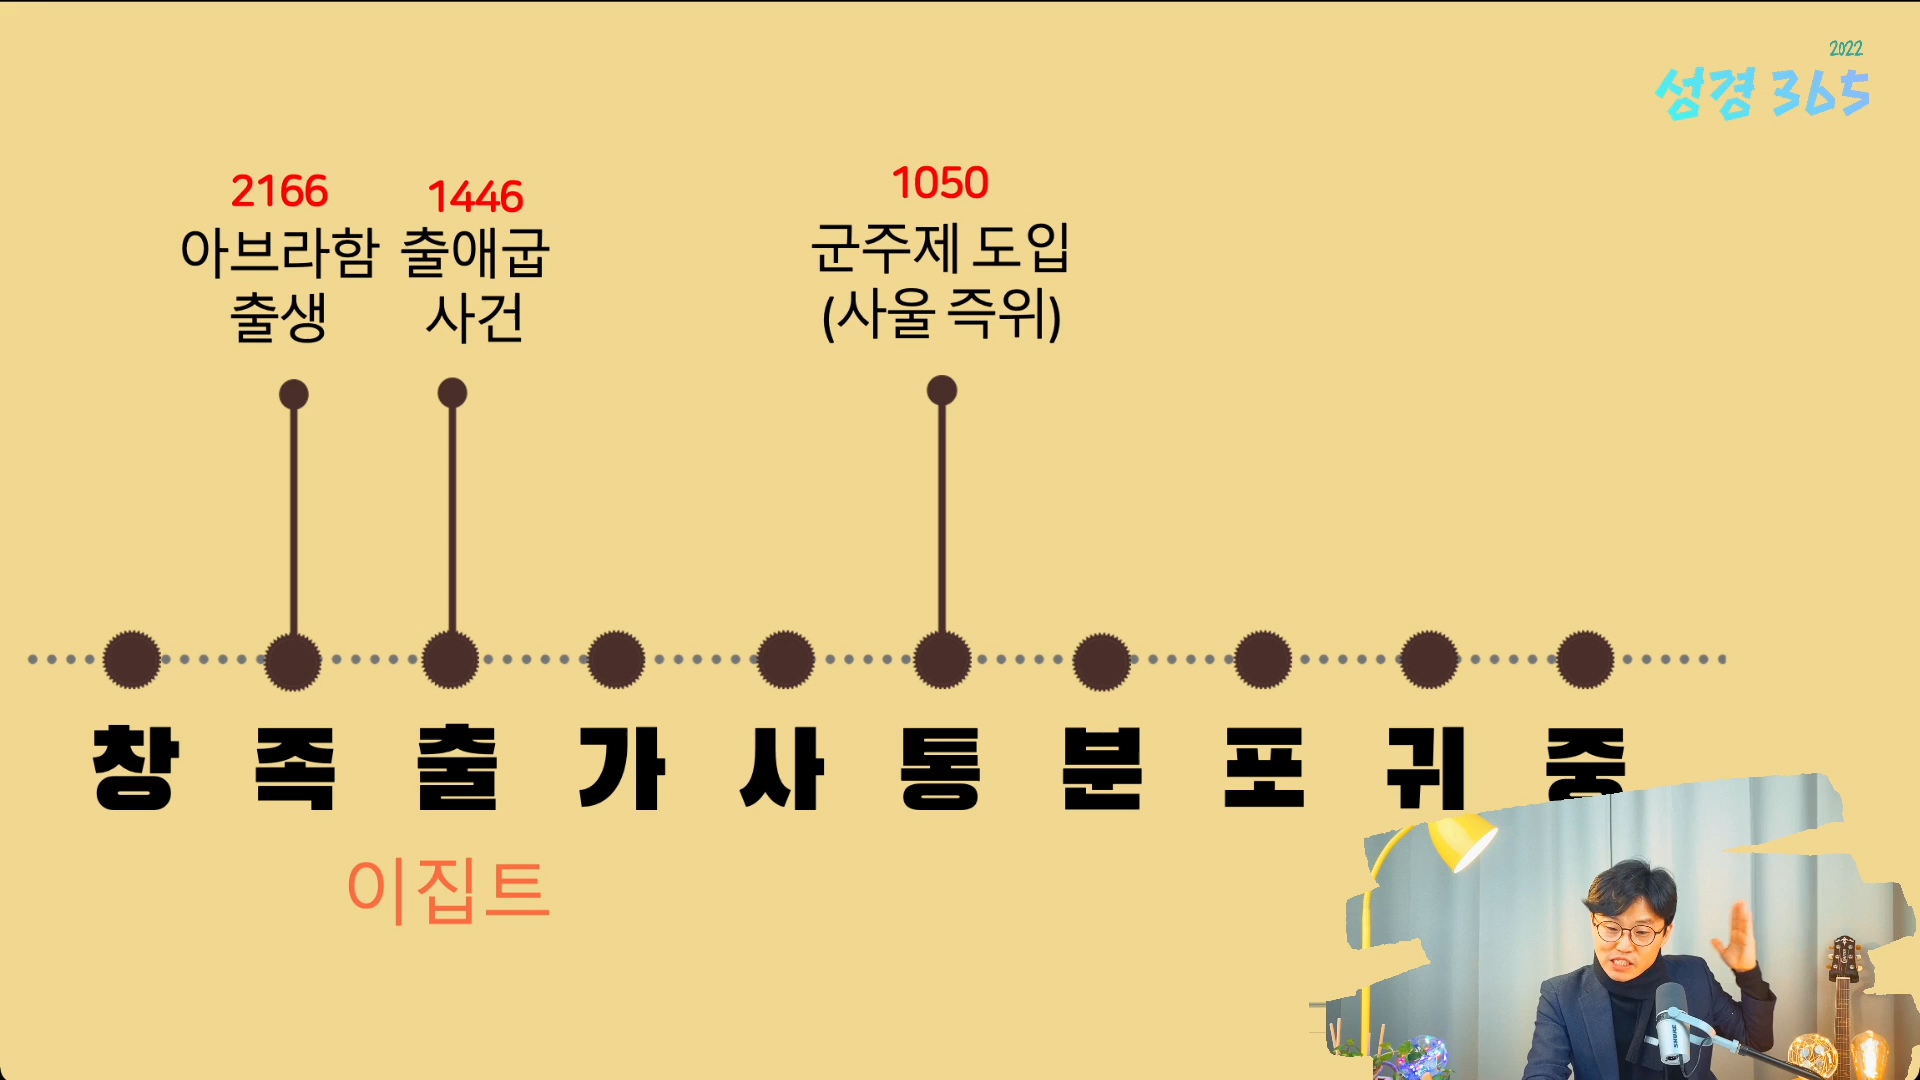 2022
성경 365
2166
아브라함
출생
1446
출애굽
사건
1050
군주제 도입
(사울 즉위)
창 족 출 가 사 통 분 포 귀 중
이집트
SHURE